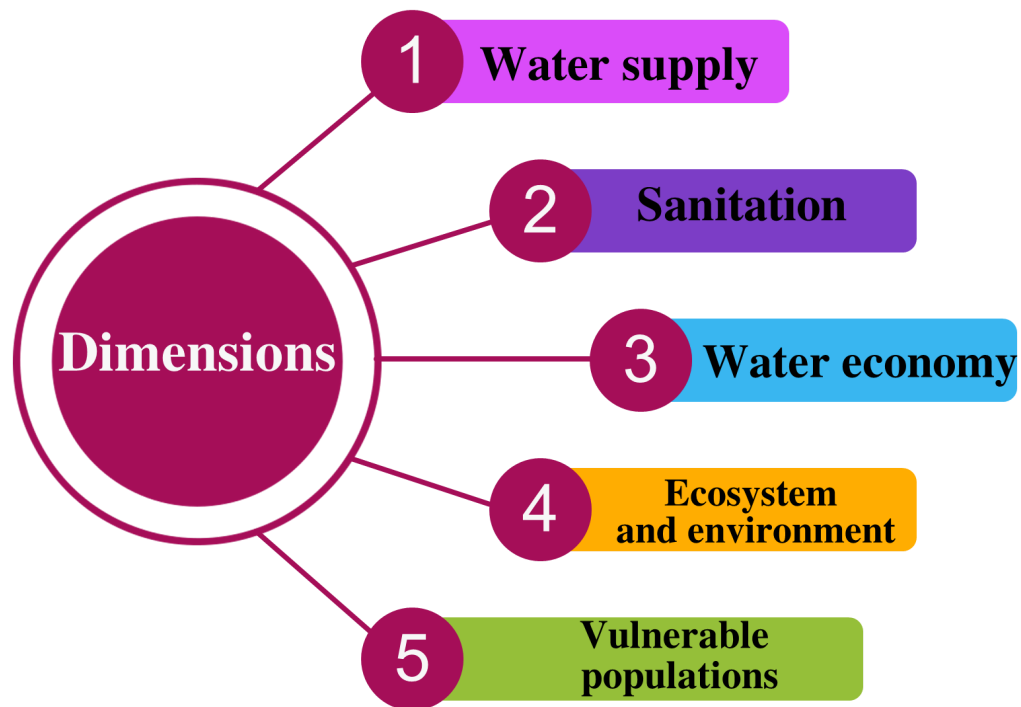 1 Water supply
2 Sanitation
Dimensions
3 Water economy
4 Ecosystem
and environment
5 Vulnerable
populations